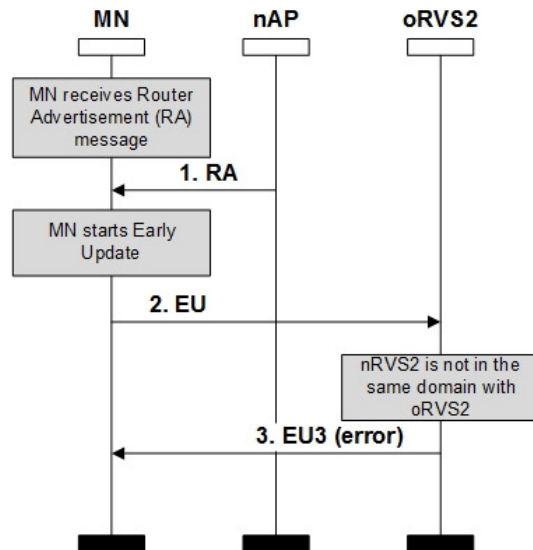 MN nAP oRVS2
MN receives Router
Advertisement (RA)
message
1. RA
MN starts Early
Update
2. EU
nRVS2 is not in the
same domain with
oRVS2
3. EU3 (error)